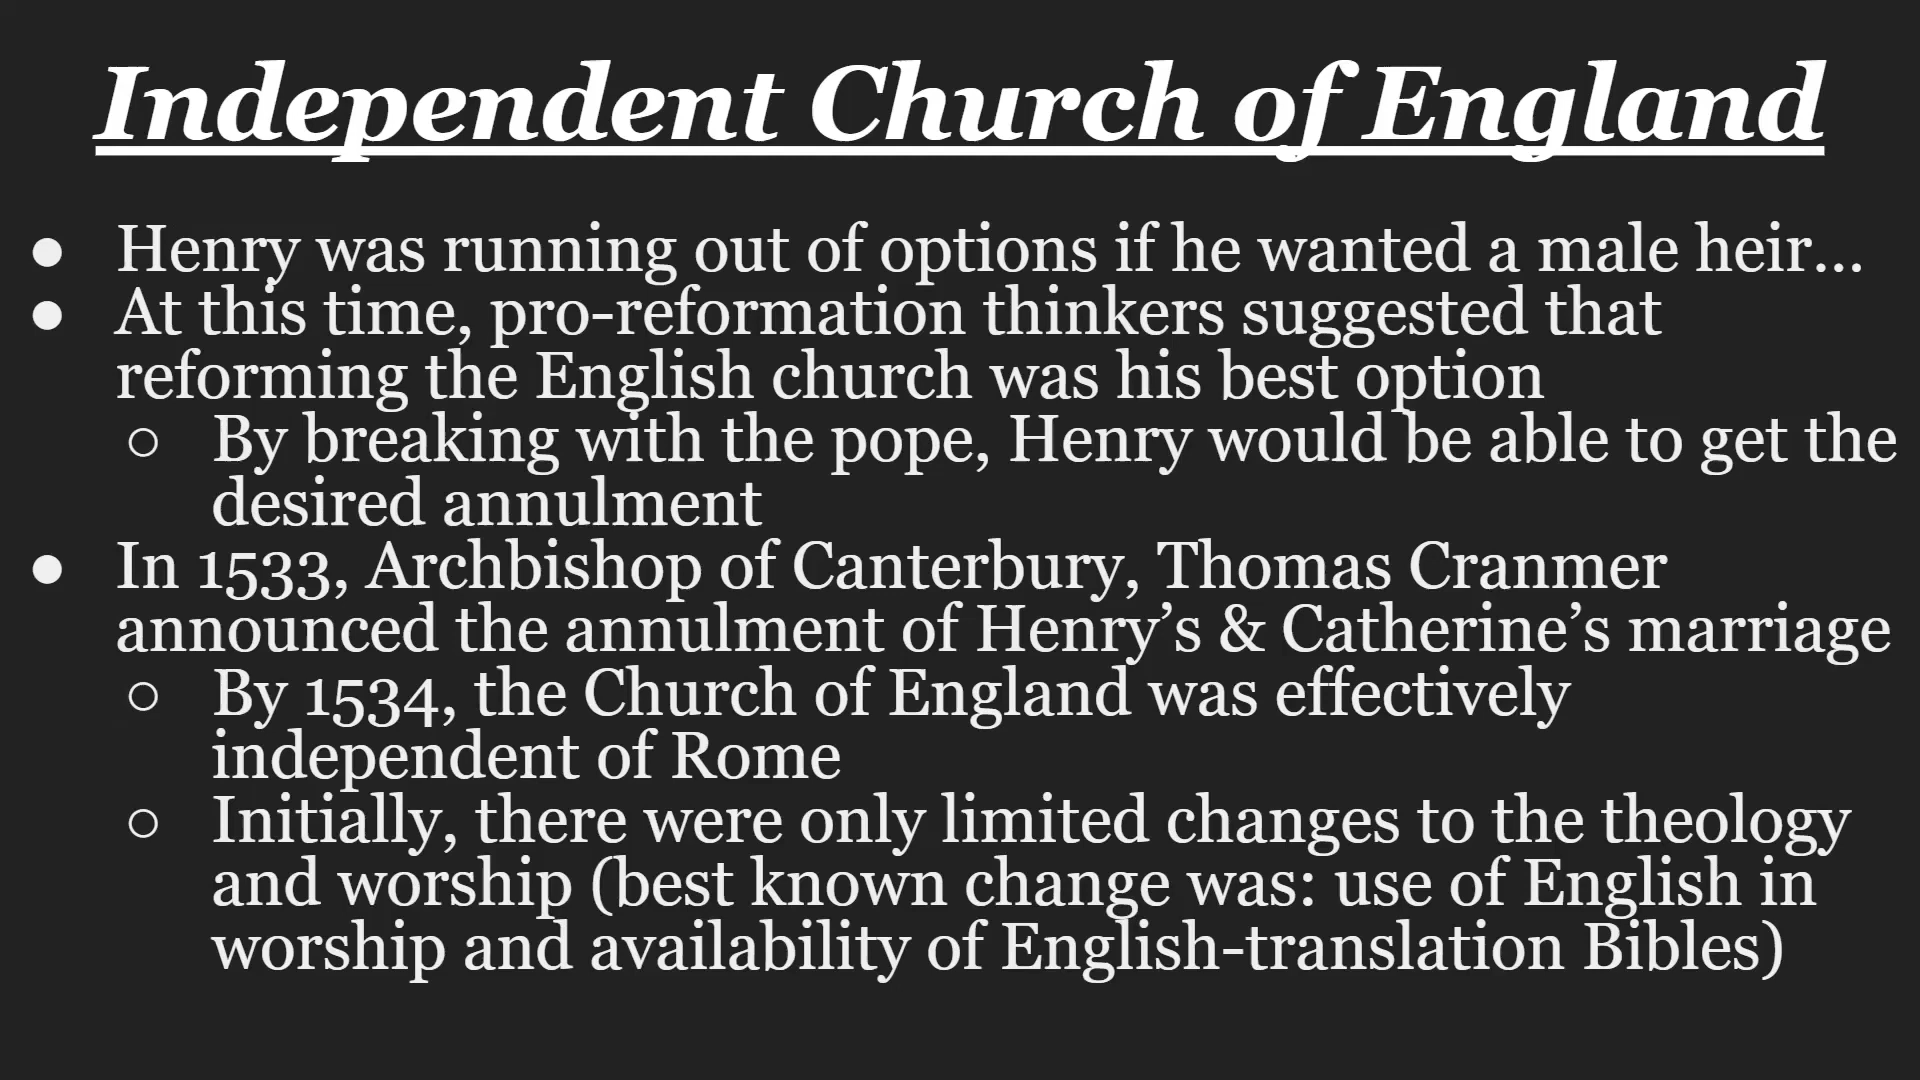 Independent Church of England
● Henry was running out of options if he wanted a male heir...
● At this time, pro-reformation thinkers suggested that
reforming the English church was his best option
○ By breaking with the pope, Henry would be able to get the
desired annulment
● In 1533, Archbishop of Canterbury, Thomas Cranmer
announced the annulment of Henry’s & Catherine’s marriage
○ By 1534, the Church of England was effectively
independent of Rome
○ Initially, there were only limited changes to the theology
and worship (best known change was: use of English in
worship and availability of English-translation Bibles)